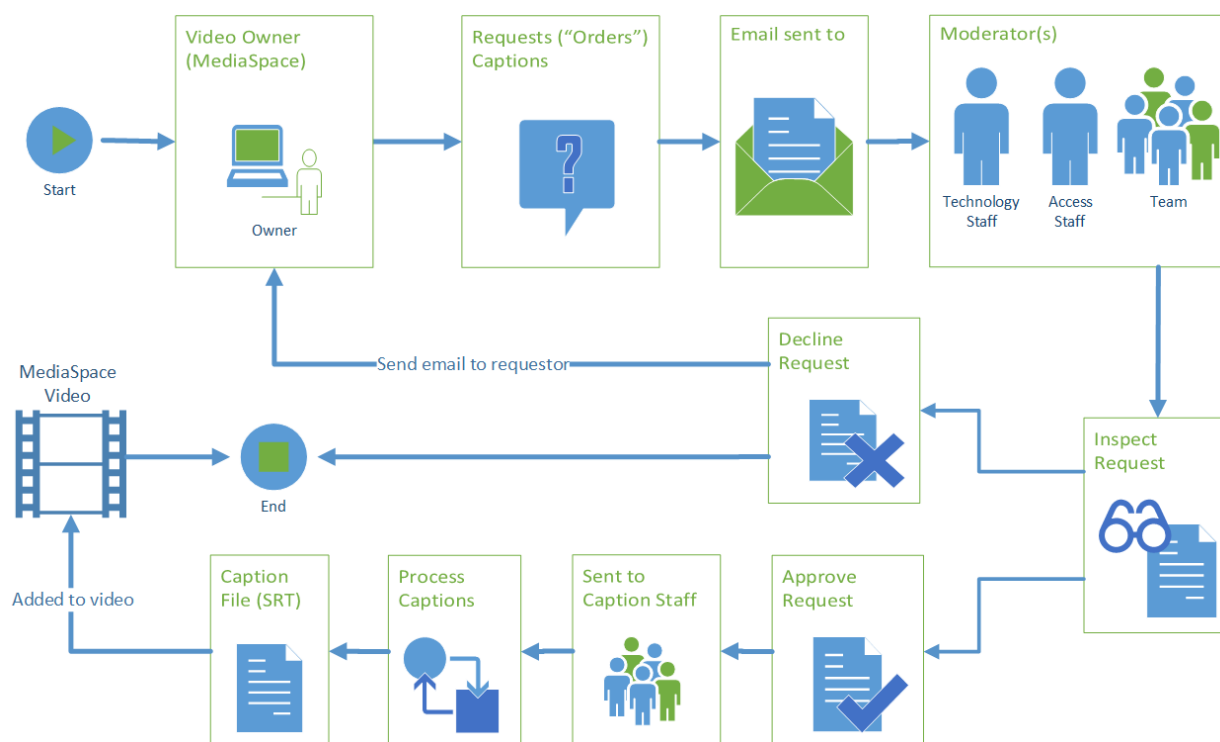 Video Owner
(MediaSpace)
Requests (“Orders”)
Captions
Email sent to
Moderator(s)
Start
Owner
?
Technology
Staff
Access
Staff
Team
Decline
Request
Send email to requestor
MediaSpace
Video
Inspect
Request
End
Caption
File (SRT)
Process
Captions
Sent to
Caption Staff
Approve
Request
Added to video